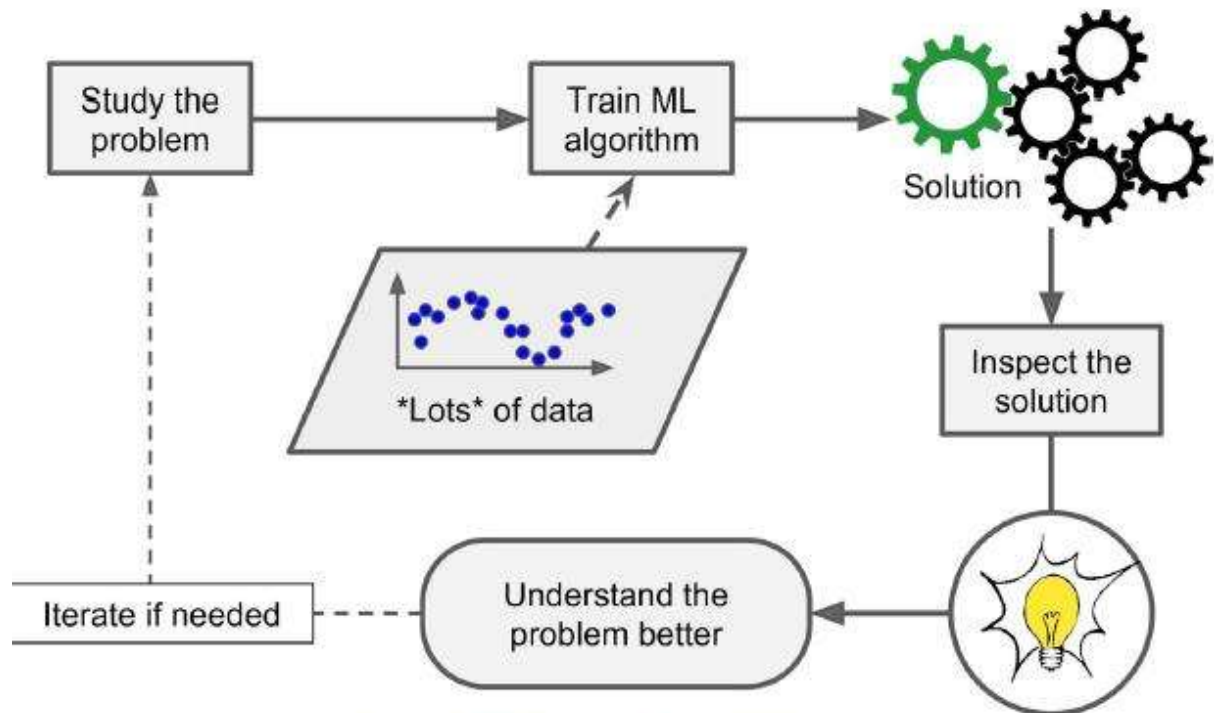 Study the
problem
Train ML
algorithm
Solution
*Lots* of data
Inspect the
solution
Understand the
problem better
Iterate if needed